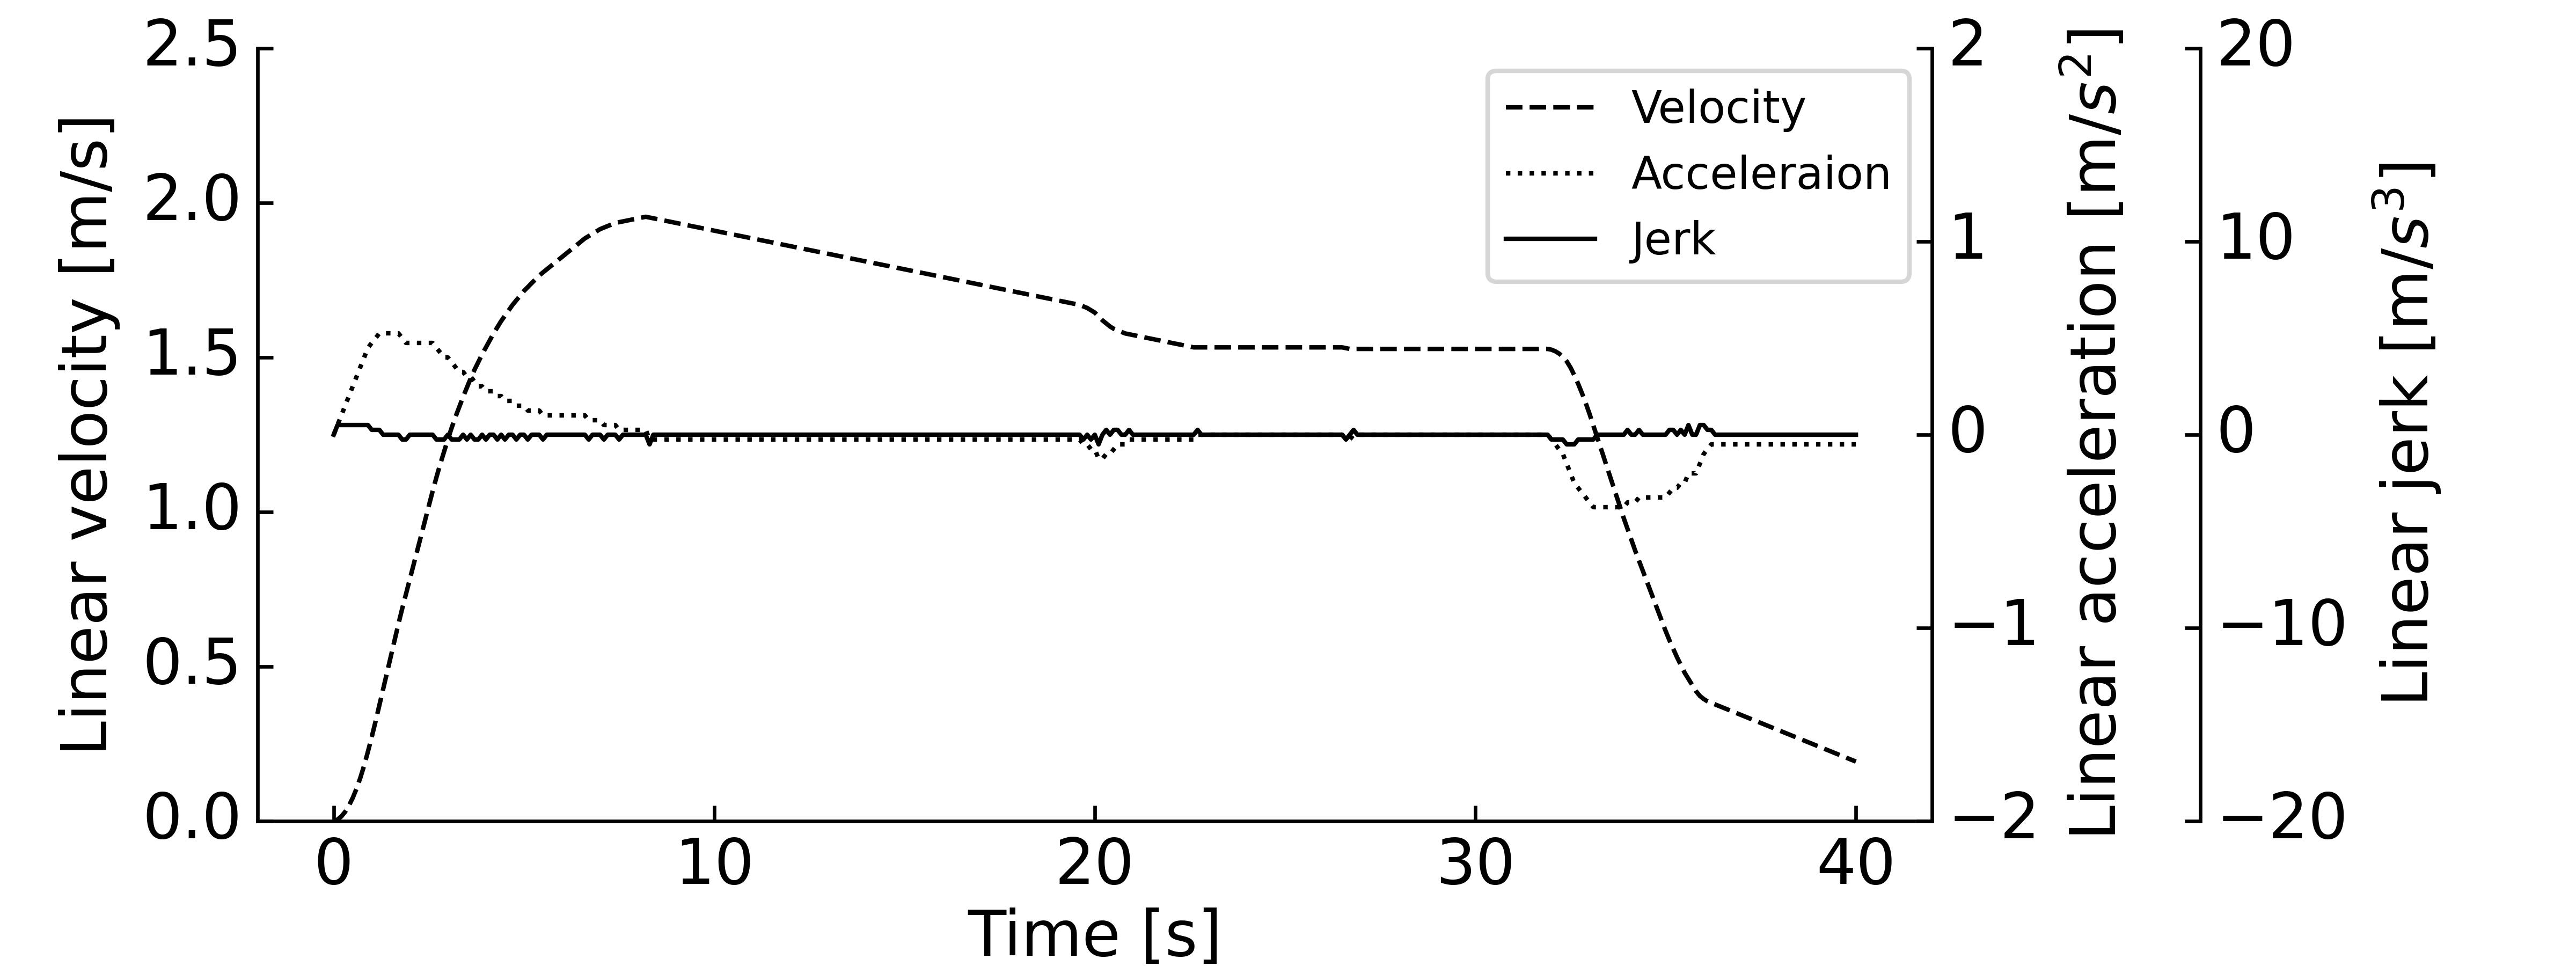 Linear velocity [m/s]
2.5
2.0
1.5
1.0
0.5
0.0
0 10 20 30 40
Time [s]
Velocity
Acceleraion
Jerk
2
1
0
−1
−2
Linear acceleration [m/s²]
20
10
0
−10
−20
Linear jerk [m/s³]